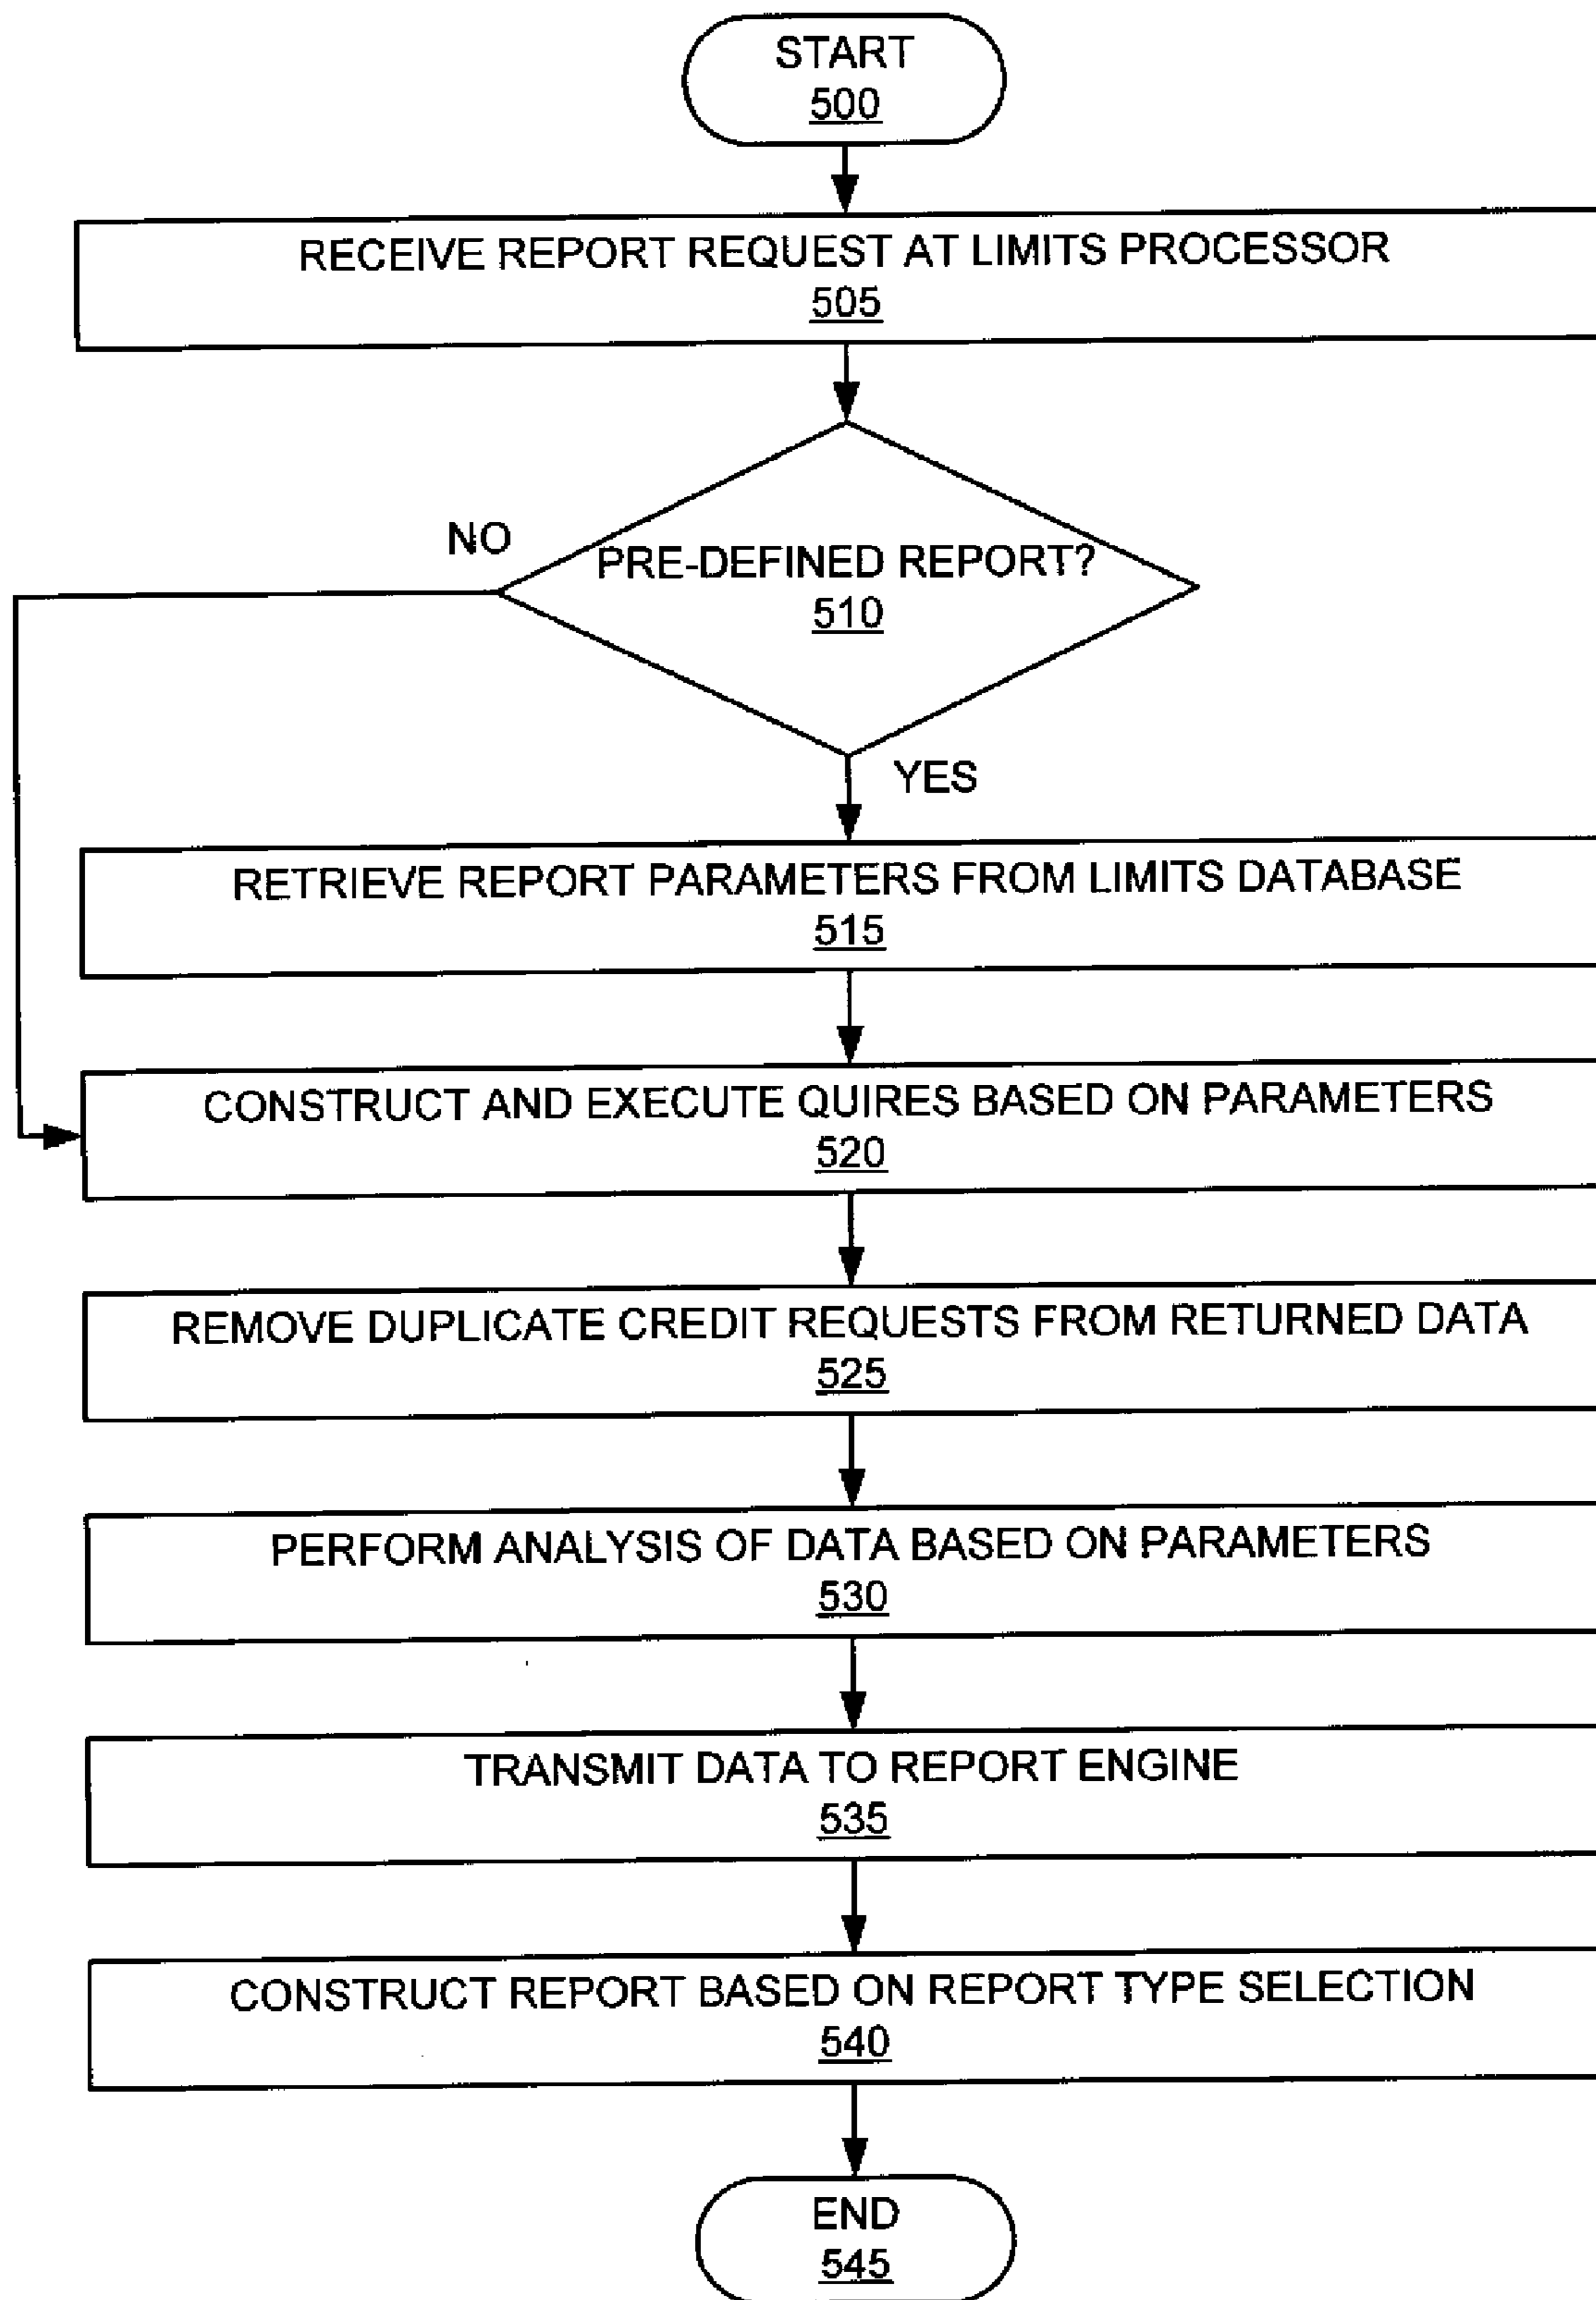 START
500
RECEIVE REPORT REQUEST AT LIMITS PROCESSOR
505
NO
PRE-DEFINED REPORT?
510
YES
RETRIEVE REPORT PARAMETERS FROM LIMITS DATABASE
515
CONSTRUCT AND EXECUTE QUIRES BASED ON PARAMETERS
520
REMOVE DUPLICATE CREDIT REQUESTS FROM RETURNED DATA
525
PERFORM ANALYSIS OF DATA BASED ON PARAMETERS
530
TRANSMIT DATA TO REPORT ENGINE
535
CONSTRUCT REPORT BASED ON REPORT TYPE SELECTION
540
END
545